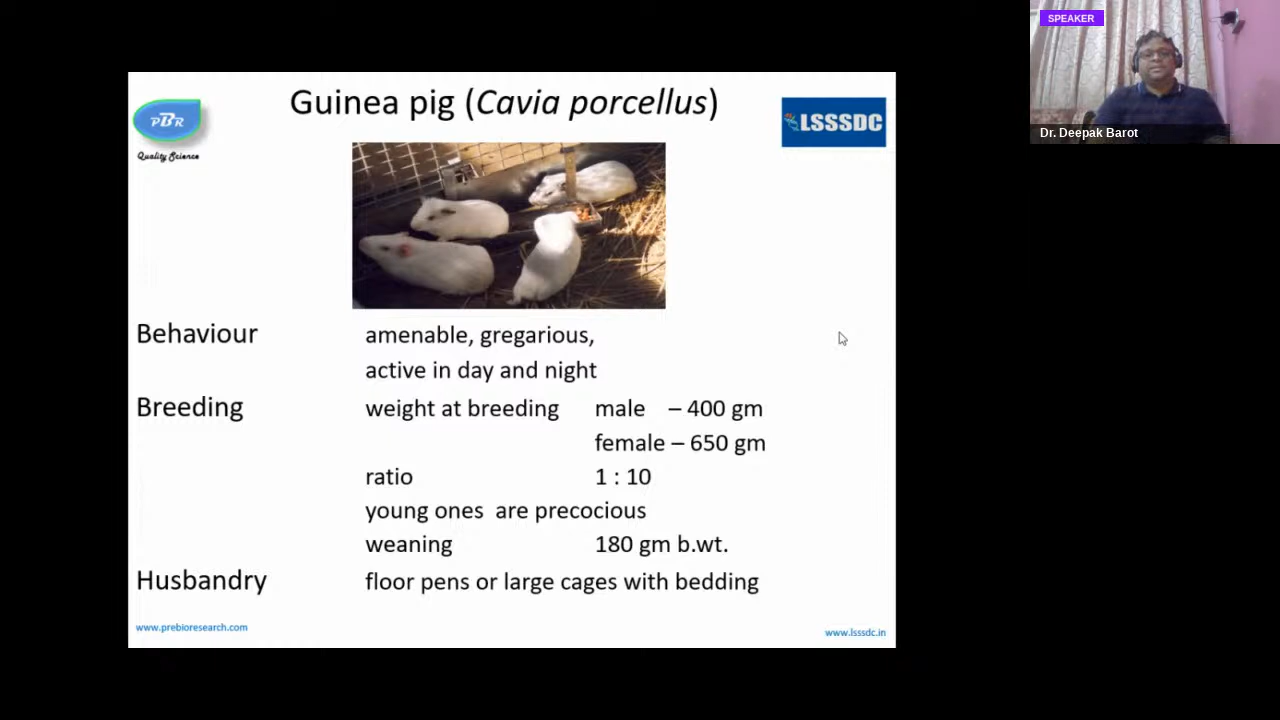 SPEAKER
Dr. Deepak Barot
Guinea pig (Cavia porcellus)
PBR
Quality Science
LSSSDC
Behaviour amenable, gregarious,
active in day and night
Breeding weight at breeding male – 400 gm
female – 650 gm
ratio 1 : 10
young ones are precocious
weaning 180 gm b.wt.
Husbandry floor pens or large cages with bedding
www.prebioresearch.com
www.lsssdc.in